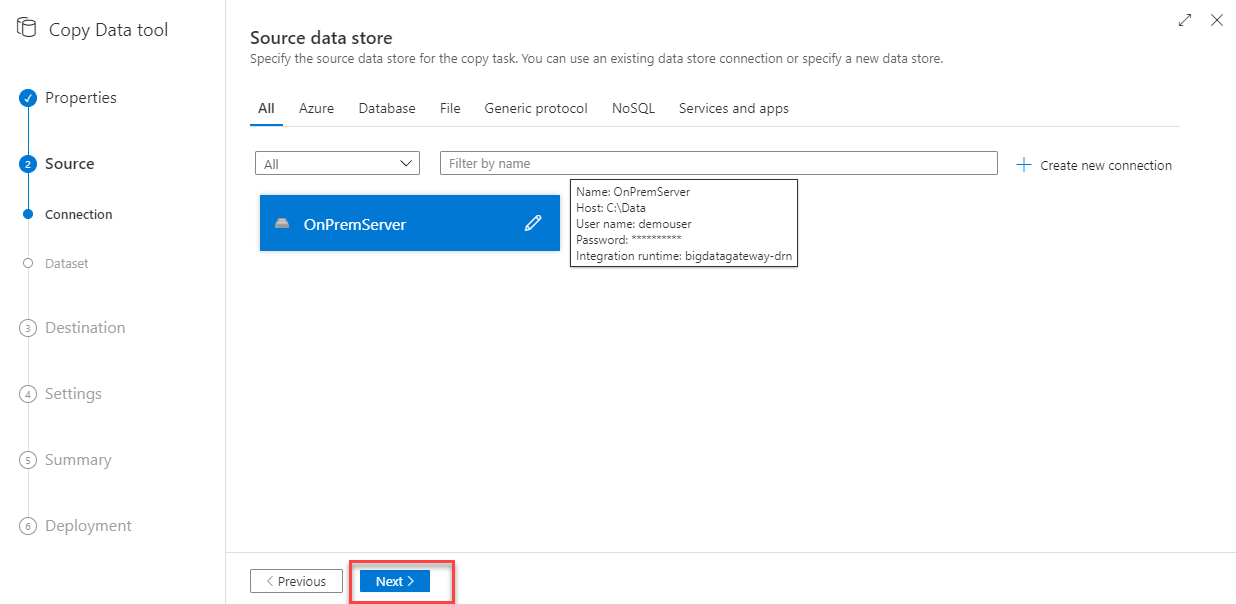 Copy Data tool
Properties
2 Source
Connection
Dataset
3 Destination
4 Settings
5 Summary
6 Deployment
Source data store
Specify the source data store for the copy task. You can use an existing data store connection or specify a new data store.
All Azure Database File Generic protocol NoSQL Services and apps
All Filter by name Create new connection
OnPremServer
Name: OnPremServer
Host: C:\Data
User name: demouser
Password: **********
Integration runtime: bigdatagateway-drn
Previous Next